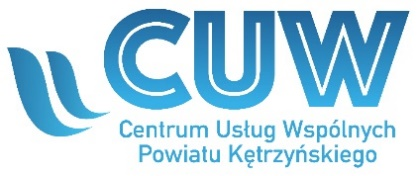 CUW
Centrum Usług Wspólnych
Powiatu Kętrzyńskiego